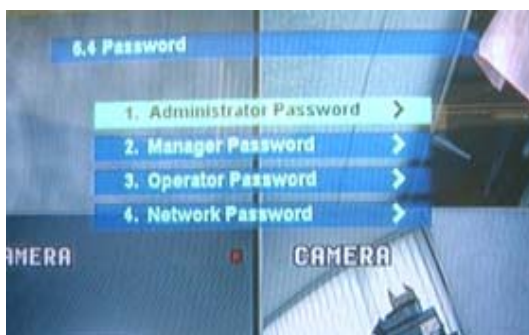 6.4 Password
1. Administrator Password >
2. Manager Password >
3. Operator Password >
4. Network Password >
AMERA
CAMERA